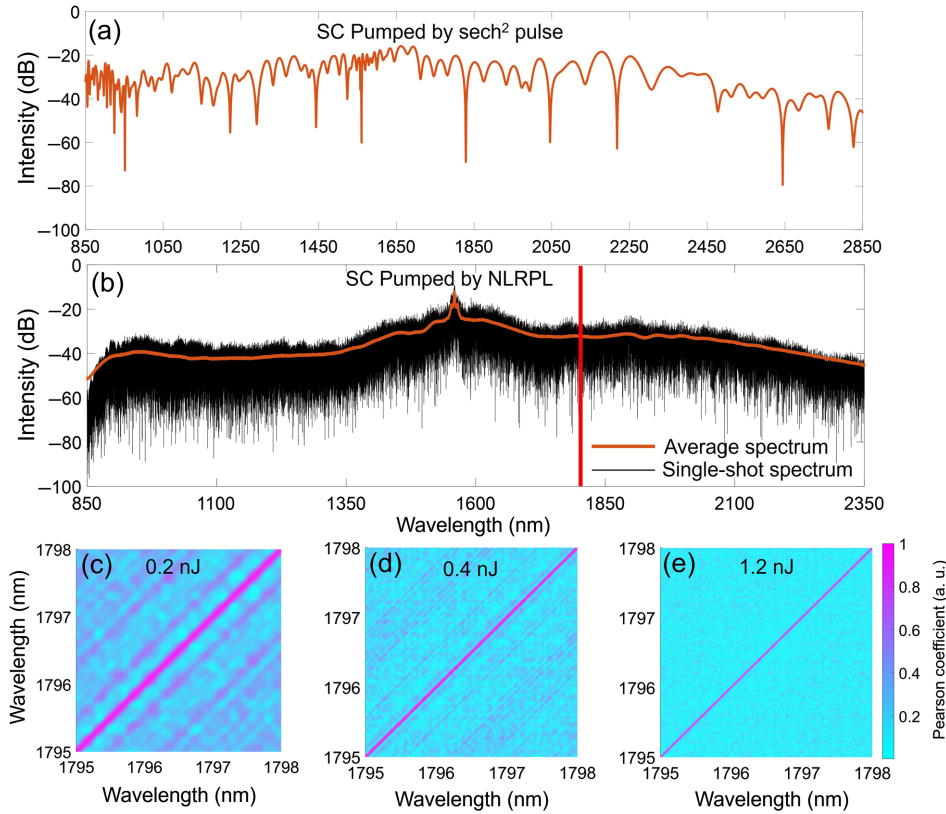 (a)
SC Pumped by sech² pulse
Intensity (dB)
0
−20
−40
−60
−80
−100
850 1050 1250 1450 1650 1850 2050 2250 2450 2650 2850
(b)
SC Pumped by NLRPL
Intensity (dB)
0
−20
−40
−60
−80
−100
Average spectrum
Single-shot spectrum
850 1100 1350 1600 1850 2100 2350
Wavelength (nm)
(c)
0.2 nJ
Wavelength (nm)
1798
1797
1796
1795
1795 1796 1797 1798
Wavelength (nm)
(d)
0.4 nJ
1798
1797
1796
1795
1795 1796 1797 1798
Wavelength (nm)
(e)
1.2 nJ
1798
1797
1796
1795
1795 1796 1797 1798
Wavelength (nm)
1
0.8
0.6
0.4
0.2
Pearson coefficient (a. u.)